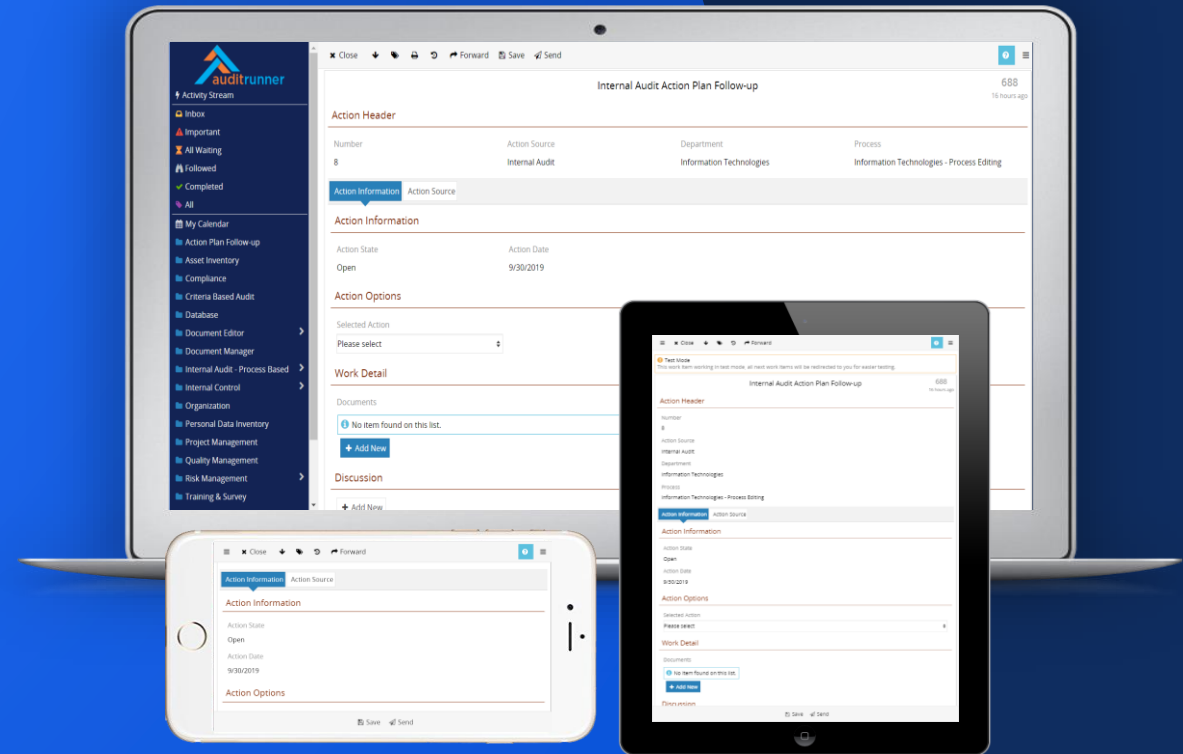 auditrunner
Activity Stream
Inbox
Important
All Waiting
Followed
Completed
All
My Calendar
Action Plan Follow-up
Asset Inventory
Compliance
Criteria Based Audit
Database
Document Editor
Document Manager
Internal Audit - Process Based
Internal Control
Organization
Personal Data Inventory
Project Management
Quality Management
Risk Management
Training & Survey
Close Forward Save Send
Internal Audit Action Plan Follow-up 688
16 hours ago
Action Header
Number Action Source Department Process
8 Internal Audit Information Technologies Information Technologies - Process Editing
Action Information Action Source
Action Information
Action State Action Date
Open 9/30/2019
Action Options
Selected Action
Please select
Work Detail
Documents
No item found on this list.
+ Add New
Discussion
+ Add New
Close Forward
Action Information Action Source
Action Information
Action State
Open
Action Date
9/30/2019
Action Options
Save Send
Close Forward
Test Mode
This work item working in test mode, all next work items will be redirected to you for easier testing.
Internal Audit Action Plan Follow-up 688
16 hours ago
Action Header
Number
8
Action Source
Internal Audit
Department
Information Technologies
Process
Information Technologies - Process Editing
Action Information Action Source
Action Information
Action State
Open
Action Date
9/30/2019
Action Options
Selected Action
Please select
Work Detail
Documents
No item found on this list.
+ Add New
Discussion
Save Send